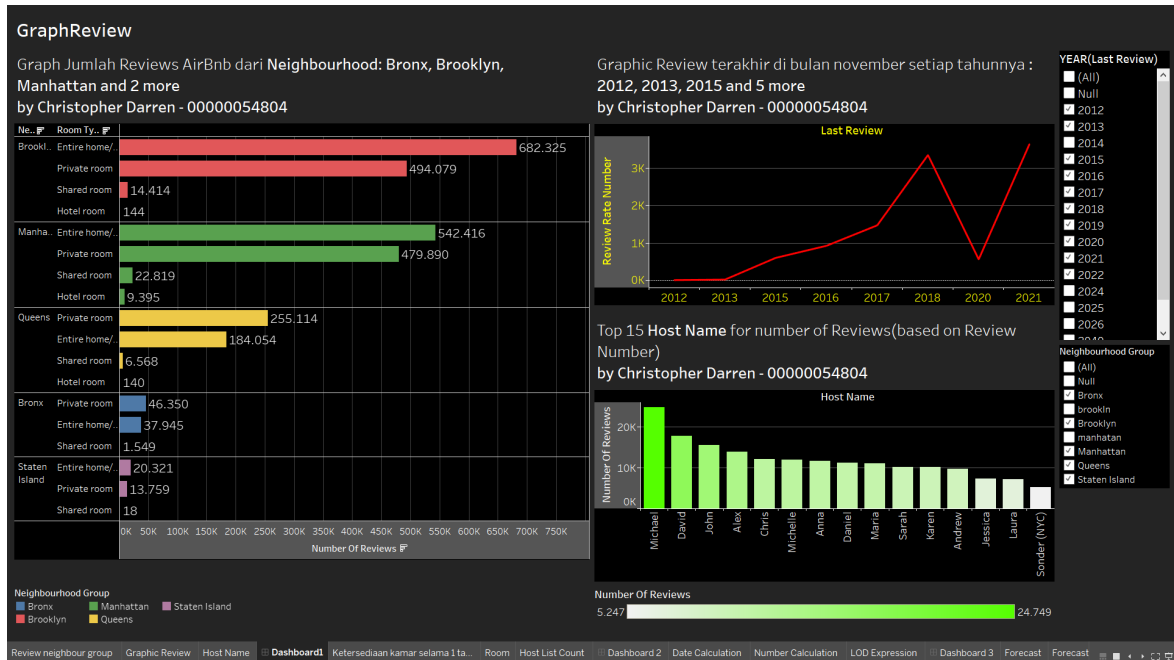 GraphReview
Graph Jumlah Reviews AirBnb dari Neighbourhood: Bronx, Brooklyn,
Manhattan and 2 more
by Christopher Darren - 00000054804
Ne.. Room Ty..
Brookl.. Entire home/.. 682.325
Private room 494.079
Shared room 14.414
Hotel room 144
Manha.. Entire home/.. 542.416
Private room 479.890
Shared room 22.819
Hotel room 9.395
Queens Private room 255.114
Entire home/.. 184.054
Shared room 6.568
Hotel room 140
Bronx Private room 46.350
Entire home/.. 37.945
Shared room 1.549
Staten Island Entire home/.. 20.321
Private room 13.759
Shared room 18
0K 50K 100K 150K 200K 250K 300K 350K 400K 450K 500K 550K 600K 650K 700K 750K
Number Of Reviews
Neighbourhood Group
Bronx Manhattan Staten Island
Brooklyn Queens
Graphic Review terakhir di bulan november setiap tahunnya :
2012, 2013, 2015 and 5 more
by Christopher Darren - 00000054804
Last Review
Review Rate Number
3K
2K
1K
0K
2012 2013 2015 2016 2017 2018 2020 2021
Top 15 Host Name for number of Reviews(based on Review
Number)
by Christopher Darren - 00000054804
Host Name
Number Of Reviews
20K
10K
0K
Michael David John Alex Chris Michelle Anna Daniel Maria Sarah Karen Andrew Jessica Laura Sonder (NYC)
Number Of Reviews
5.247 24.749
YEAR(Last Review)
(All)
Null
2012
2013
2014
2015
2016
2017
2018
2019
2020
2021
2022
2024
2025
2026
Neighbourhood Group
(All)
Null
Bronx
brookln
Brooklyn
manhatan
Manhattan
Queens
Staten Island
Review neighbour group Graphic Review Host Name Dashboard1 Ketersediaan kamar selama 1 ta... Room Host List Count Dashboard 2 Date Calculation Number Calculation LOD Expression Dashboard 3 Forecast Forecast